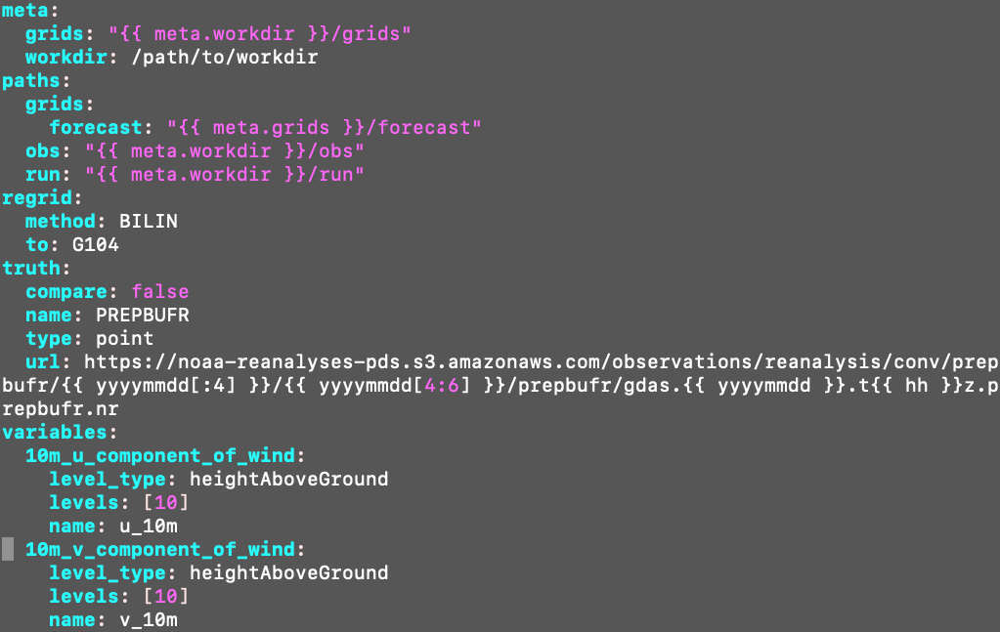 meta:
  grids: "{{ meta.workdir }}/grids"
  workdir: /path/to/workdir
paths:
  grids:
    forecast: "{{ meta.grids }}/forecast"
  obs: "{{ meta.workdir }}/obs"
  run: "{{ meta.workdir }}/run"
regrid:
  method: BILIN
  to: G104
truth:
  compare: false
  name: PREPBUFR
  type: point
  url: https://noaa-reanalyses-pds.s3.amazonaws.com/observations/reanalysis/conv/prep
bufr/{{ yyyymmdd[:4] }}/{{ yyyymmdd[4:6] }}/prepbufr/gdas.{{ yyyymmdd }}.t{{ hh }}z.p
repbufr.nr
variables:
  10m_u_component_of_wind:
    level_type: heightAboveGround
    levels: [10]
    name: u_10m
  10m_v_component_of_wind:
    level_type: heightAboveGround
    levels: [10]
    name: v_10m